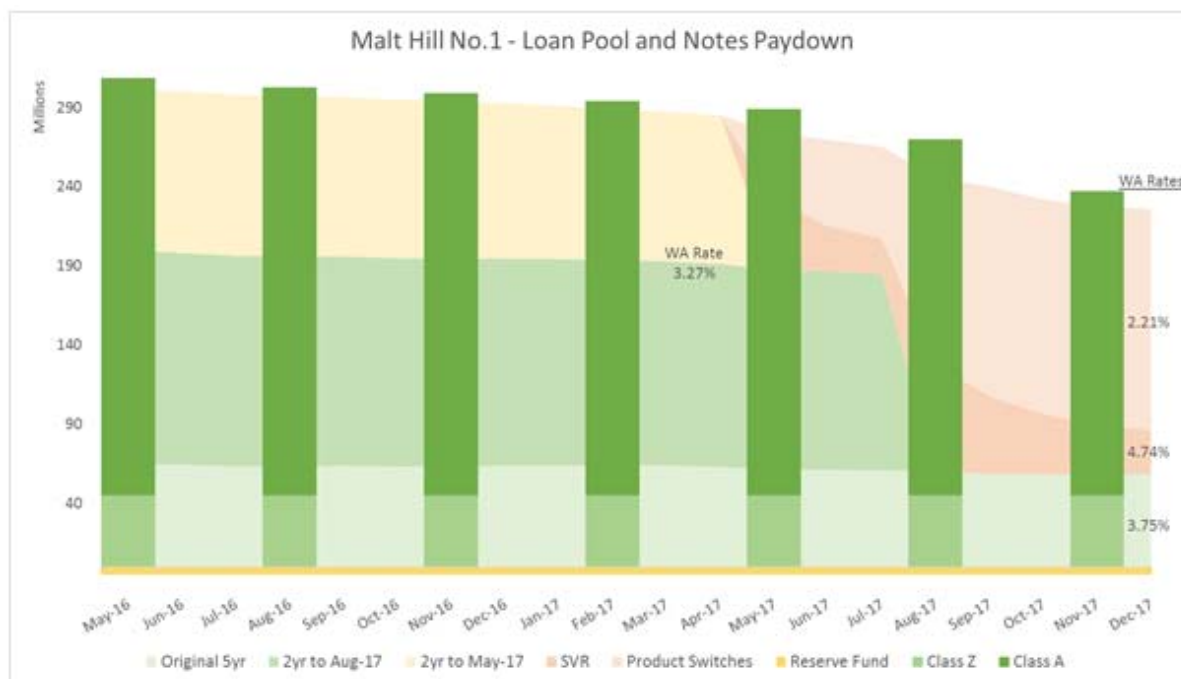 Malt Hill No.1 - Loan Pool and Notes Paydown
Millions
290
240
190
140
90
40
WA Rate
3.27%
WA Rates
2.21%
4.74%
3.75%
May-16 Jun-16 Jul-16 Aug-16 Sep-16 Oct-16 Nov-16 Dec-16 Jan-17 Feb-17 Mar-17 Apr-17 May-17 Jun-17 Jul-17 Aug-17 Sep-17 Oct-17 Nov-17 Dec-17
Original 5yr 2yr to Aug-17 2yr to May-17 SVR Product Switches Reserve Fund Class Z Class A